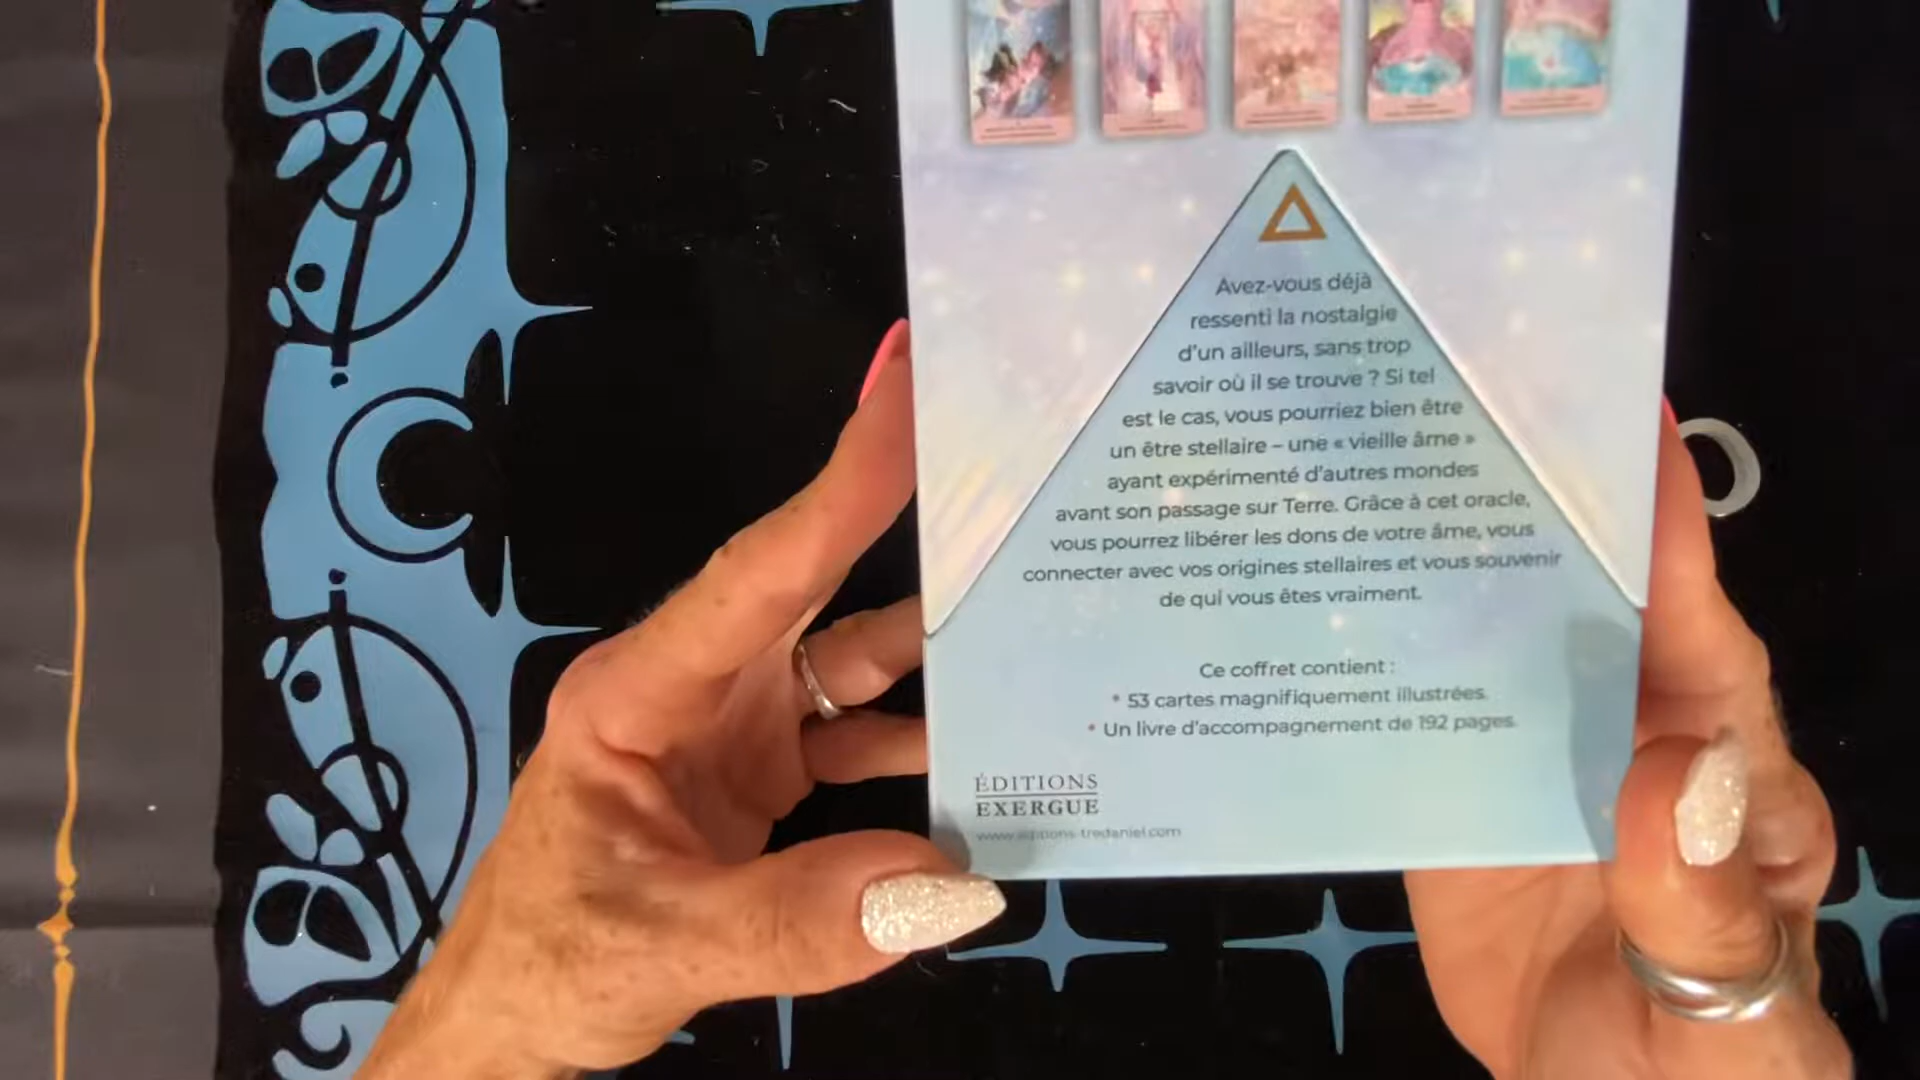 Avez-vous déjà
ressenti la nostalgie
d'un ailleurs, sans trop
savoir où il se trouve ? Si tel
est le cas, vous pourriez bien être
un être stellaire – une « vieille âme »
ayant expérimenté d'autres mondes
avant son passage sur Terre. Grâce à cet oracle,
vous pourrez libérer les dons de votre âme, vous
connecter avec vos origines stellaires et vous souvenir
de qui vous êtes vraiment.
Ce coffret contient :
* 53 cartes magnifiquement illustrées.
* Un livre d'accompagnement de 192 pages.
ÉDITIONS
EXERGUE
www.editions-tredaniel.com